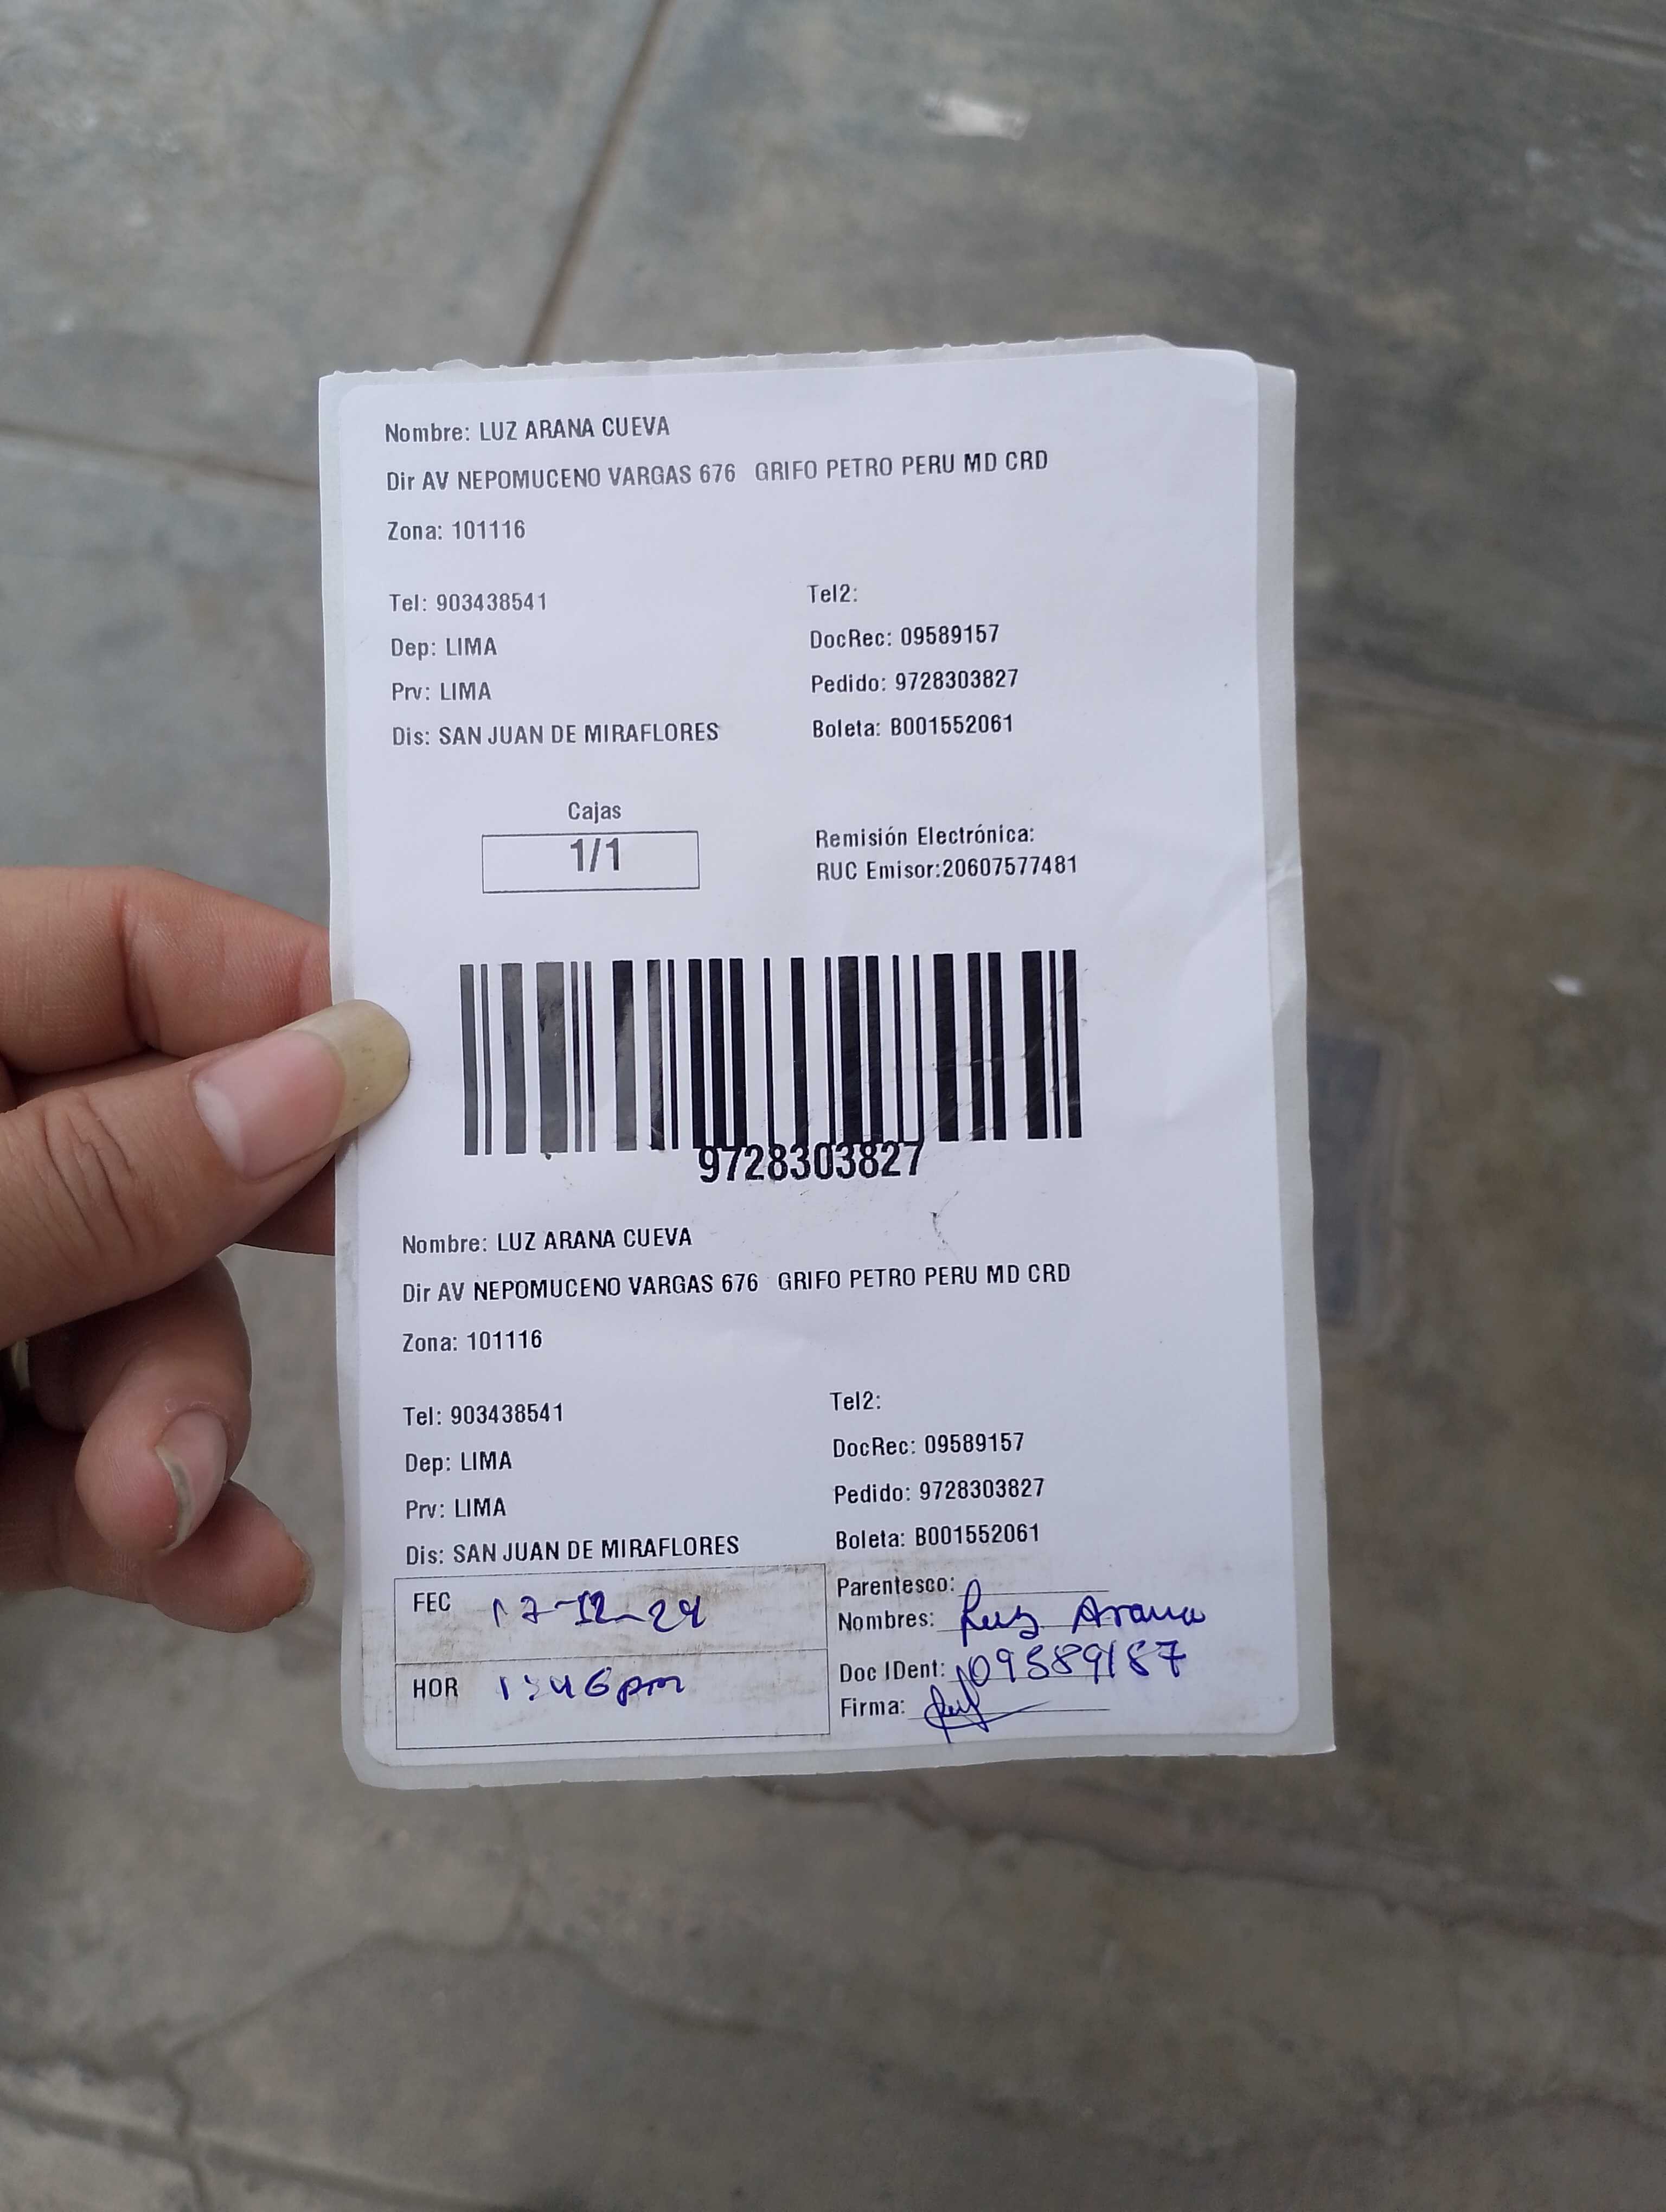 Nombre: LUZ ARANA CUEVA
Dir AV NEPOMUCENO VARGAS 676 GRIFO PETRO PERU MD CRD
Zona: 101116
Tel: 903438541 Tel2:
Dep: LIMA DocRec: 09589157
Prv: LIMA Pedido: 9728303827
Dis: SAN JUAN DE MIRAFLORES Boleta: B001552061
Cajas
1/1
Remisión Electrónica:
RUC Emisor:20607577481
9728303827
Nombre: LUZ ARANA CUEVA
Dir AV NEPOMUCENO VARGAS 676 GRIFO PETRO PERU MD CRD
Zona: 101116
Tel: 903438541 Tel2:
Dep: LIMA DocRec: 09589157
Prv: LIMA Pedido: 9728303827
Dis: SAN JUAN DE MIRAFLORES Boleta: B001552061
FEC 17-12-24
HOR 1:46pm
Parentesco:
Nombres: Luz Arana
Doc IDent: 09589157
Firma: